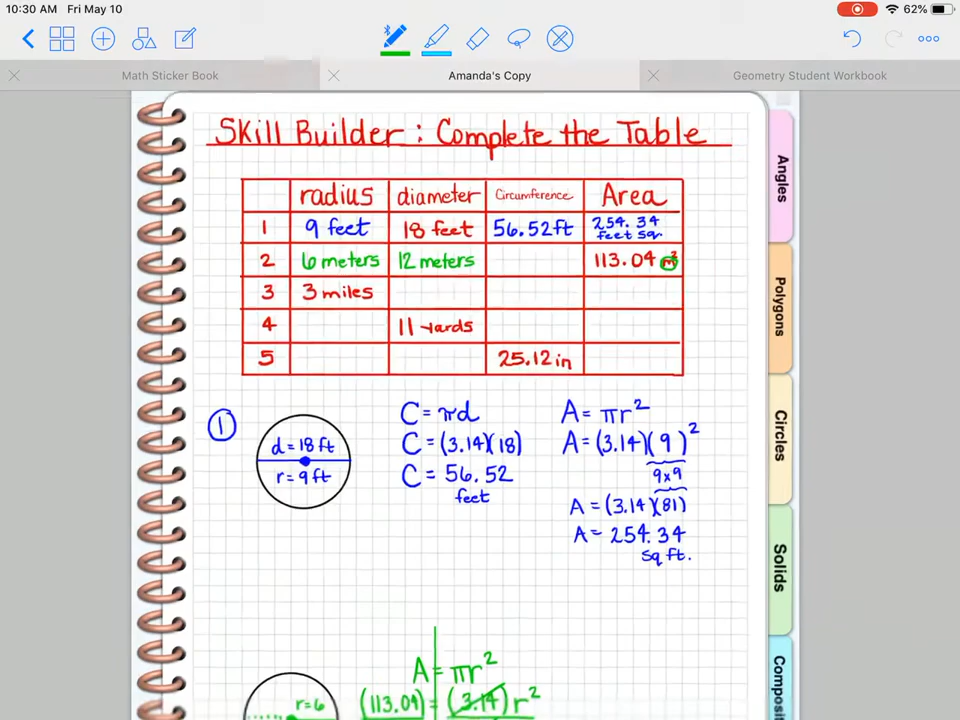 10:30 AM Fri May 10 62%
Math Sticker Book Amanda's Copy Geometry Student Workbook
Skill Builder : Complete the Table
radius diameter Circumference Area
1 9 feet 18 feet 56.52ft 254.34 feet sq.
2 6 meters 12 meters 113.04 m²
3 3 miles
4 11 yards
5 25.12 in
Angles
Polygons
Circles
Solids
Composit
1
d = 18 ft
r = 9 ft
C = πd
C = (3.14)(18)
C = 56.52
feet
A = πr²
A = (3.14)(9)²
9x9
A = (3.14)(81)
A = 254.34
sq ft.
A = πr²
r = 6
(113.04) = (3.14) r²